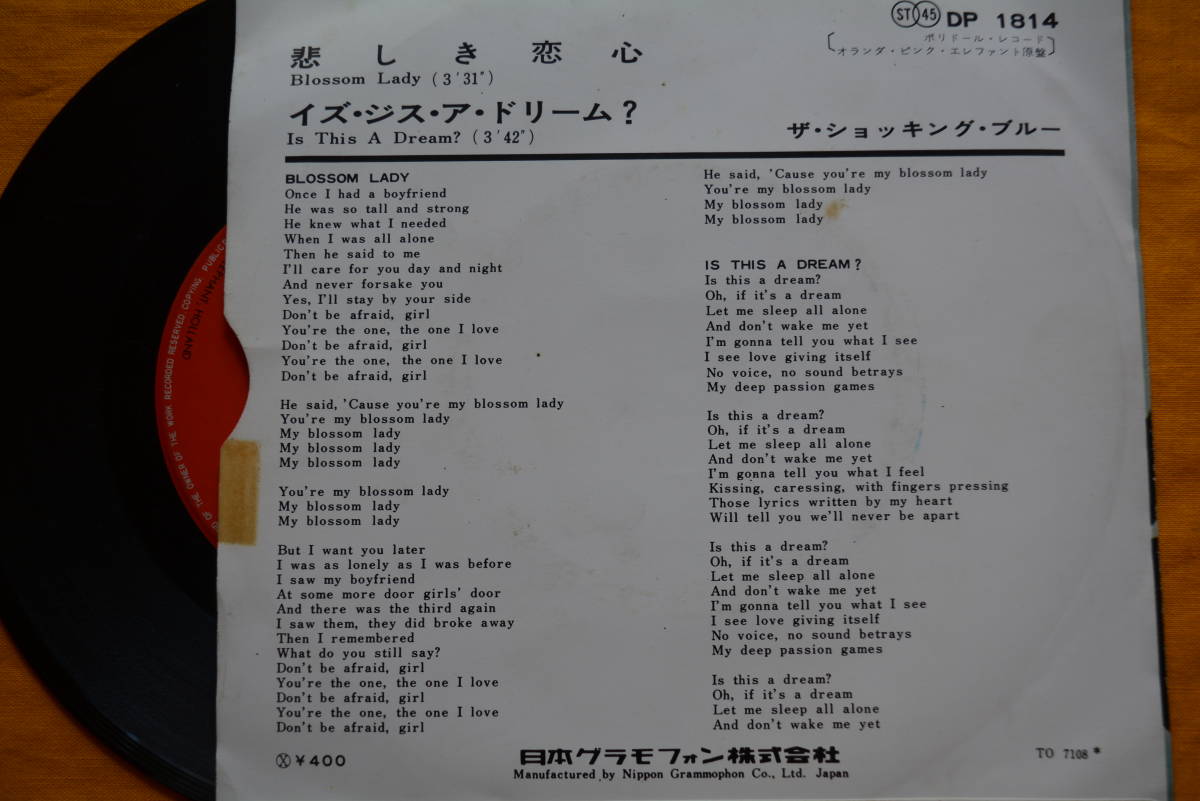 ST 45 DP 1814
ポリドール・レコード
オランダ・ピンク・エレファント原盤
悲しき恋心
Blossom Lady (3'31")
イズ・ジス・ア・ドリーム?
Is This A Dream? (3'42")
ザ・ショッキング・ブルー
BLOSSOM LADY
Once I had a boyfriend
He was so tall and strong
He knew what I needed
When I was all alone
Then he said to me
I'll care for you day and night
And never forsake you
Yes, I'll stay by your side
Don't be afraid, girl
You're the one, the one I love
Don't be afraid, girl
You're the one, the one I love
Don't be afraid, girl
He said, 'Cause you're my blossom lady
You're my blossom lady
My blossom lady
My blossom lady
My blossom lady
You're my blossom lady
My blossom lady
My blossom lady
But I want you later
I was as lonely as I was before
I saw my boyfriend
At some more door girls' door
And there was the third again
I saw them, they did broke away
Then I remembered
What do you still say?
Don't be afraid, girl
You're the one, the one I love
Don't be afraid, girl
You're the one, the one I love
Don't be afraid, girl
He said, 'Cause you're my blossom lady
You're my blossom lady
My blossom lady
My blossom lady
IS THIS A DREAM?
Is this a dream?
Oh, if it's a dream
Let me sleep all alone
And don't wake me yet
I'm gonna tell you what I see
I see love giving itself
No voice, no sound betrays
My deep passion games
Is this a dream?
Oh, if it's a dream
Let me sleep all alone
And don't wake me yet
I'm gonna tell you what I feel
Kissing, caressing, with fingers pressing
Those lyrics written by my heart
Will tell you we'll never be apart
Is this a dream?
Oh, if it's a dream
Let me sleep all alone
And don't wake me yet
I'm gonna tell you what I see
I see love giving itself
No voice, no sound betrays
My deep passion games
Is this a dream?
Oh, if it's a dream
Let me sleep all alone
And don't wake me yet
Ⓧ ¥400
日本グラモフォン株式会社
Manufactured by Nippon Grammophon Co., Ltd. Japan
TO 7108 *
OF THE OWNER OF THE WORK RECORDED RESERVED COPYING PUBLIC
EPHANT, HOLLAND